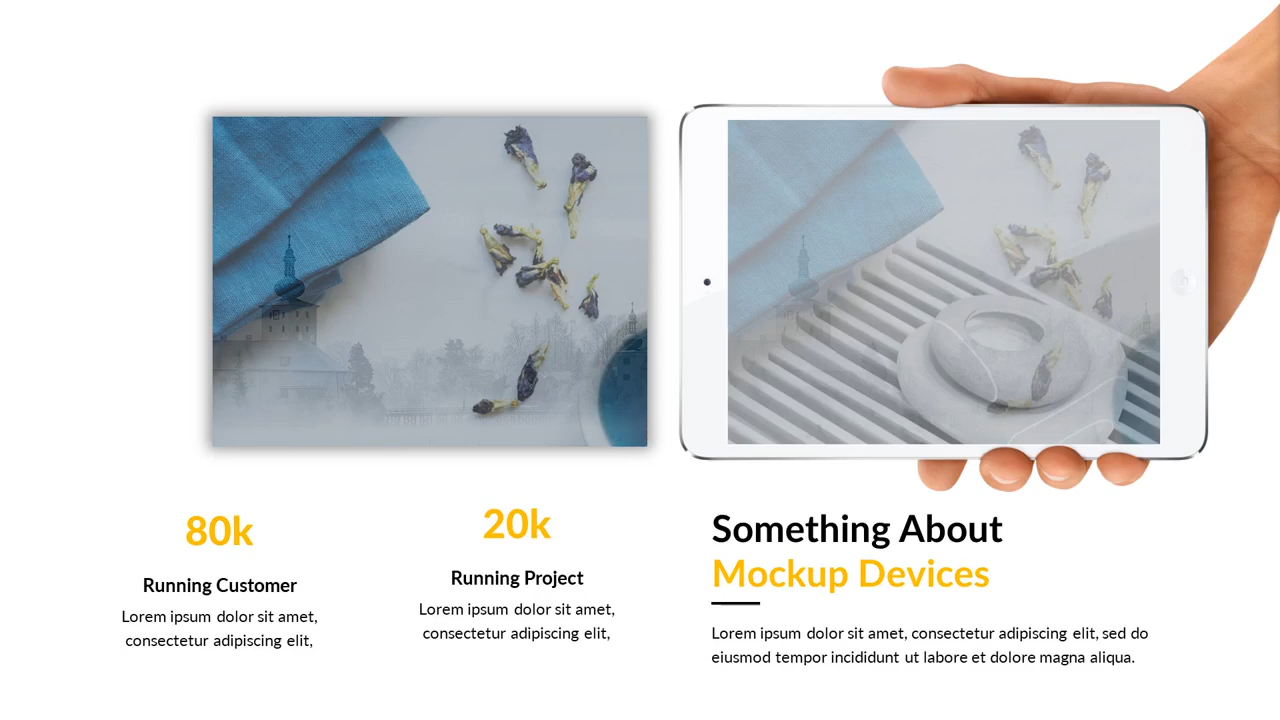 80k
Running Customer
Lorem ipsum dolor sit amet,
consectetur adipiscing elit,
20k
Running Project
Lorem ipsum dolor sit amet,
consectetur adipiscing elit,
Something About
Mockup Devices
Lorem ipsum dolor sit amet, consectetur adipiscing elit, sed do
eiusmod tempor incididunt ut labore et dolore magna aliqua.